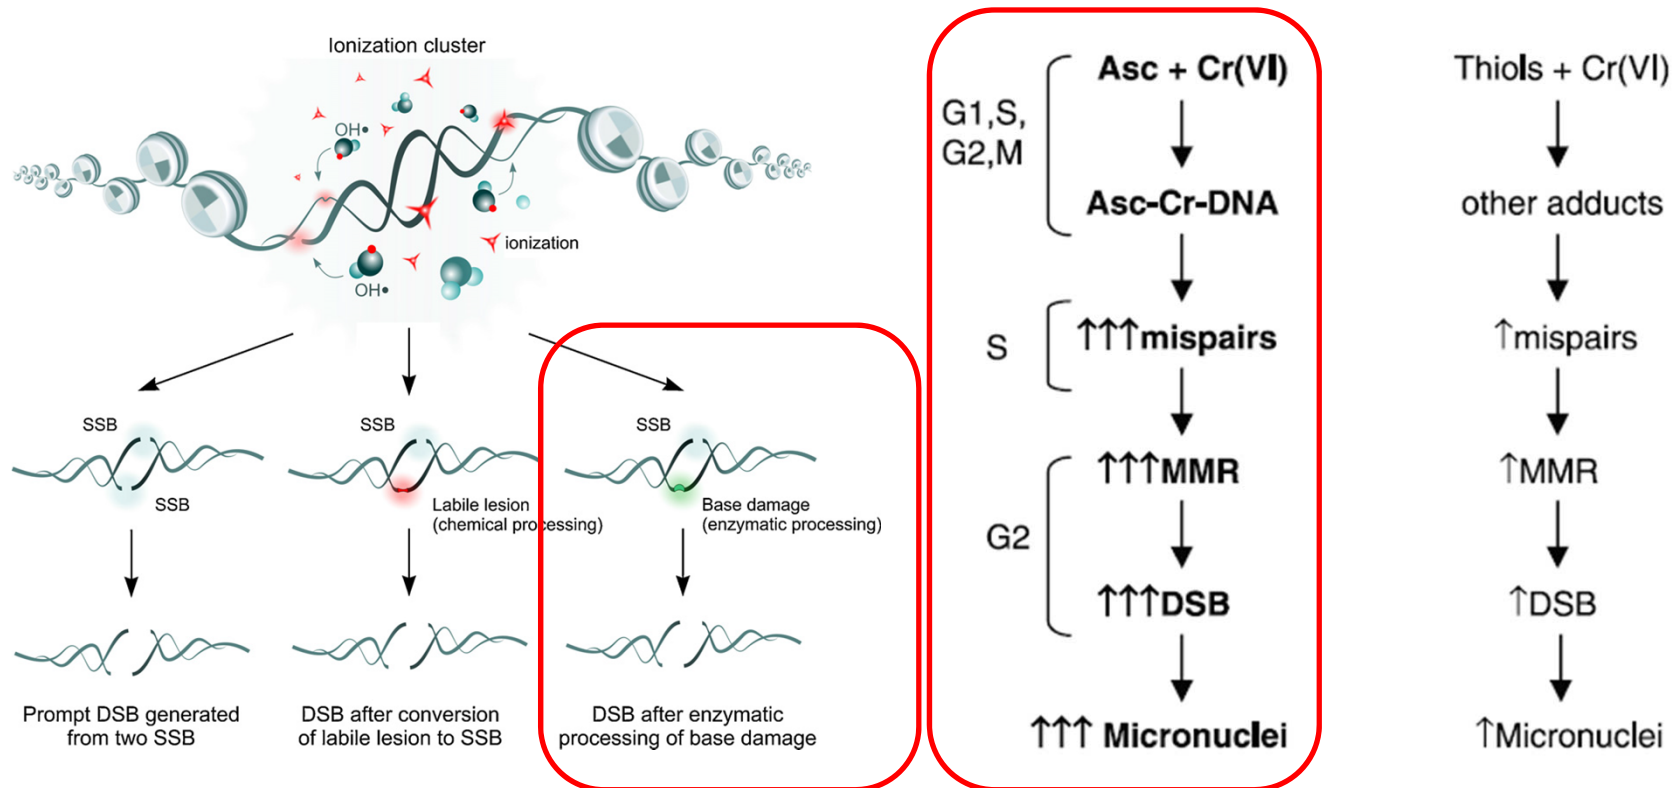 Ionization cluster
OH•
ionization
OH•
SSB
SSB
Prompt DSB generated
from two SSB
SSB
Labile lesion
(chemical processing)
DSB after conversion
of labile lesion to SSB
SSB
Base damage
(enzymatic processing)
DSB after enzymatic
processing of base damage
G1,S,
G2,M
Asc + Cr(VI)
Asc-Cr-DNA
S
↑↑↑mispairs
G2
↑↑↑MMR
↑↑↑DSB
↑↑↑ Micronuclei
Thiols + Cr(VI)
other adducts
↑mispairs
↑MMR
↑DSB
↑Micronuclei